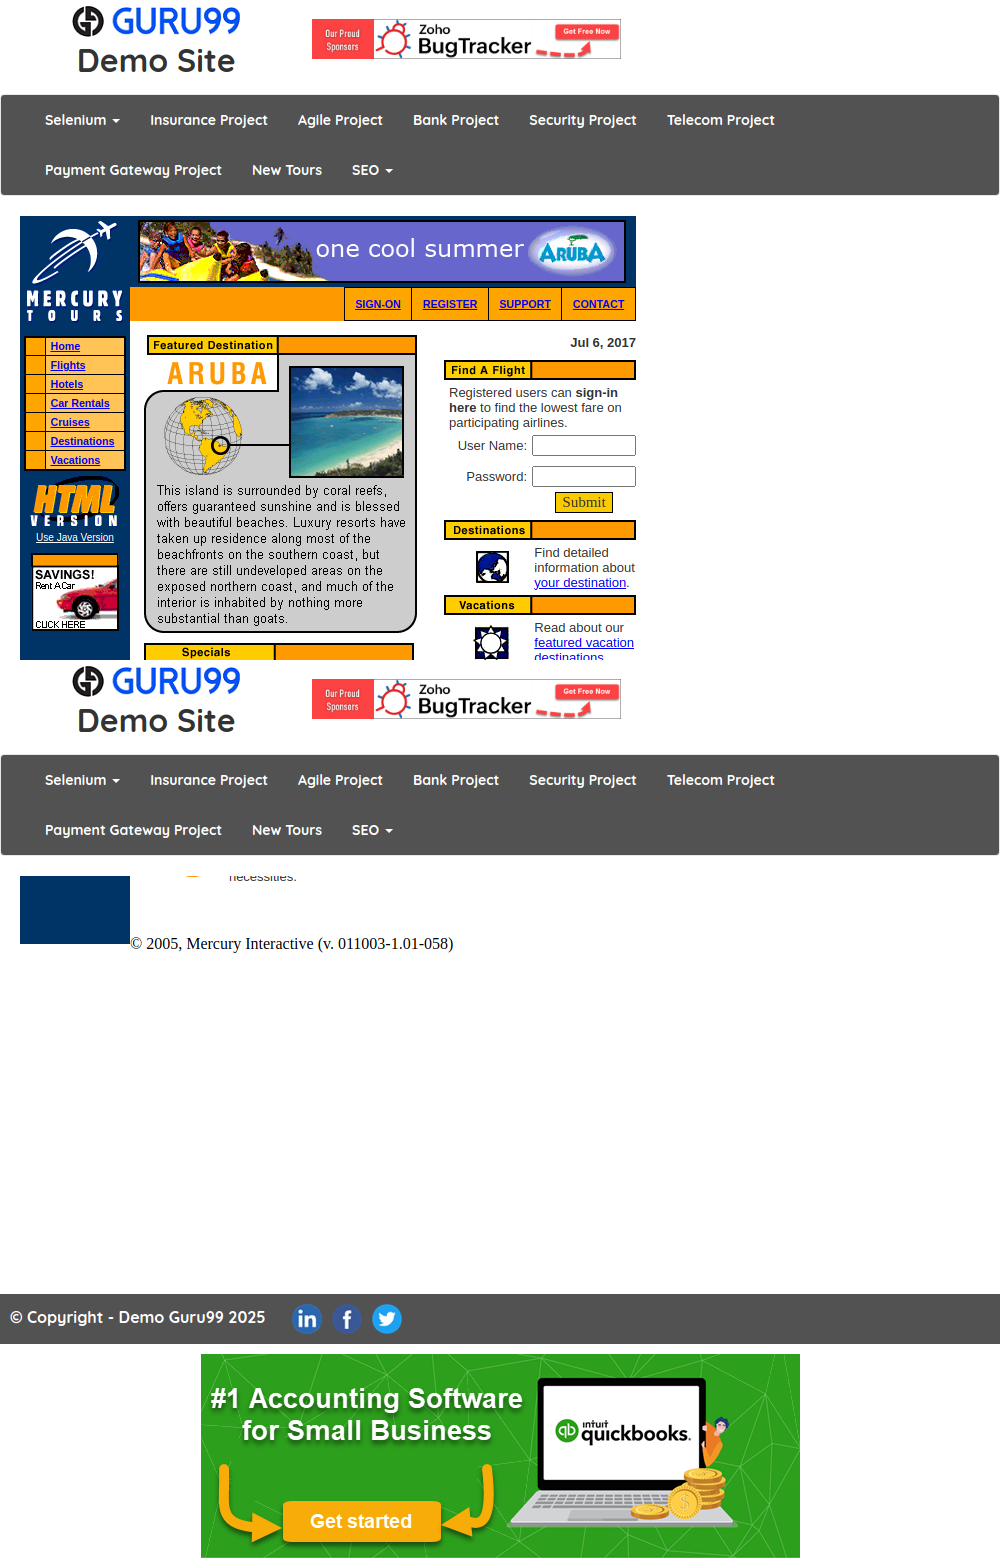 GURU99
Demo Site
Our Proud Sponsors
Zoho
BugTracker
Get Free Now
Selenium
Insurance Project
Agile Project
Bank Project
Security Project
Telecom Project
Payment Gateway Project
New Tours
SEO
MERCURY
TOURS
one cool summer
ARUBA
SIGN-ON
REGISTER
SUPPORT
CONTACT
Home
Flights
Hotels
Car Rentals
Cruises
Destinations
Vacations
HTML
VERSION
Use Java Version
SAVINGS!
Rent A Car
CLICK HERE
Featured Destination
ARUBA
This island is surrounded by coral reefs,
offers guaranteed sunshine and is blessed
with beautiful beaches. Luxury resorts have
taken up residence along most of the
beachfronts on the southern coast, but
there are still undeveloped areas on the
exposed northern coast, and much of the
interior is inhabited by nothing more
substantial than goats.
Specials
Jul 6, 2017
Find A Flight
Registered users can sign-in
here to find the lowest fare on
participating airlines.
User Name:
Password:
Submit
Destinations
Find detailed
information about
your destination.
Vacations
Read about our
featured vacation
destinations.
GURU99
Demo Site
Our Proud Sponsors
Zoho
BugTracker
Get Free Now
Selenium
Insurance Project
Agile Project
Bank Project
Security Project
Telecom Project
Payment Gateway Project
New Tours
SEO
necessities.
© 2005, Mercury Interactive (v. 011003-1.01-058)
© Copyright - Demo Guru99 2025
in
f
#1 Accounting Software
for Small Business
Get started
qb
intuit
quickbooks.